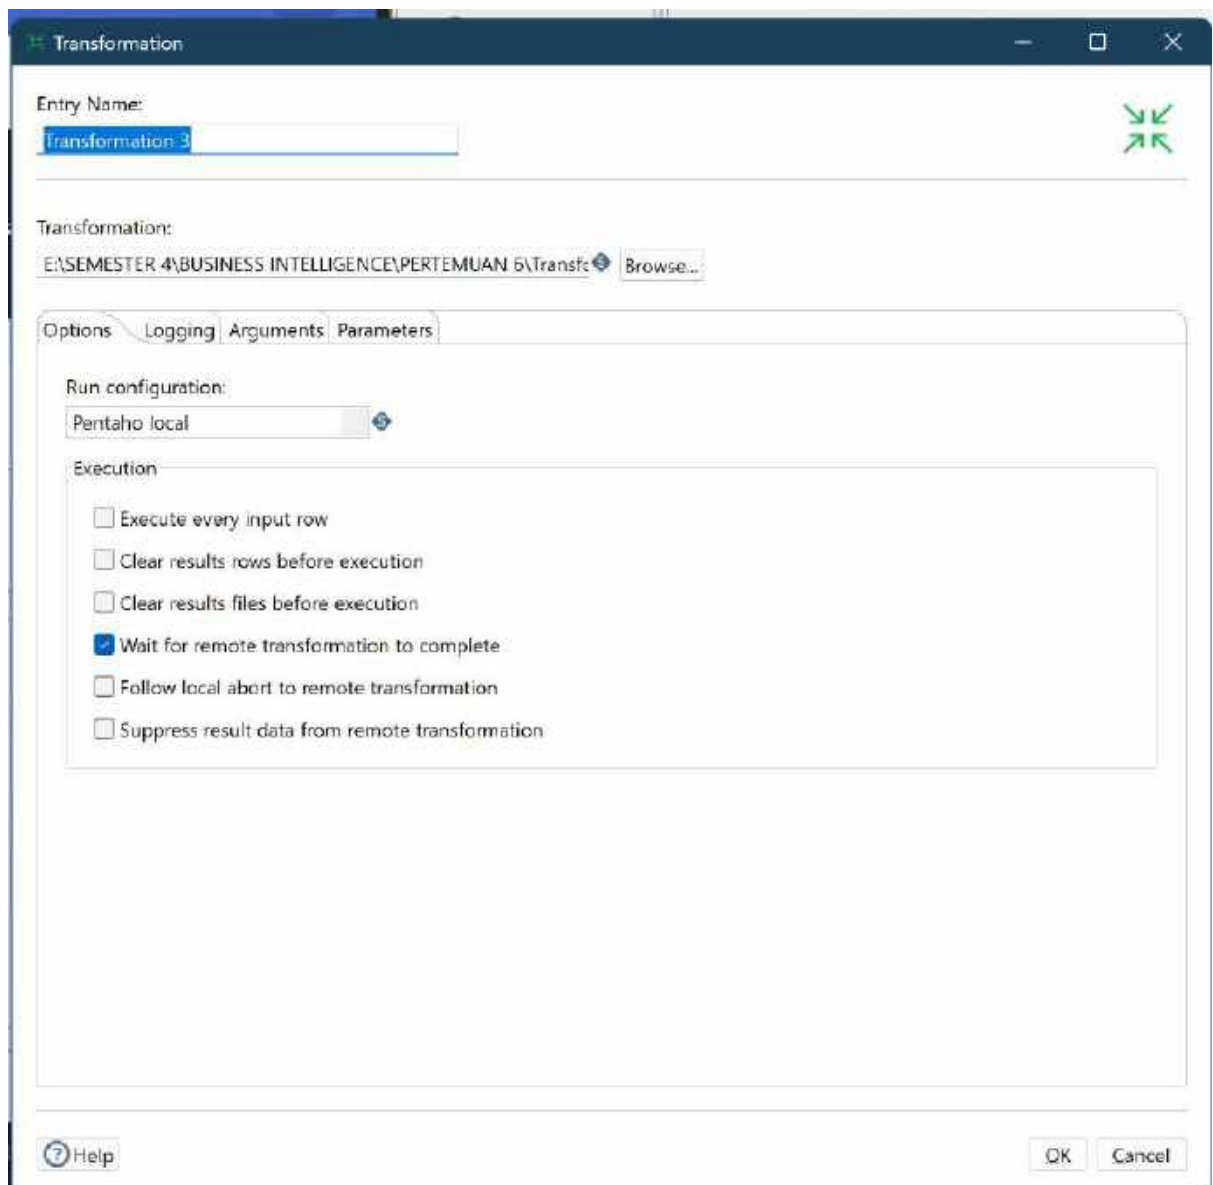 Transformation
Entry Name:
Transformation 3
Transformation:
E:\SEMESTER 4\BUSINESS INTELLIGENCE\PERTEMUAN 6\Transfo
Browse...
Options Logging Arguments Parameters
Run configuration:
Pentaho local
Execution
Execute every input row
Clear results rows before execution
Clear results files before execution
Wait for remote transformation to complete
Follow local abort to remote transformation
Suppress result data from remote transformation
Help
OK
Cancel